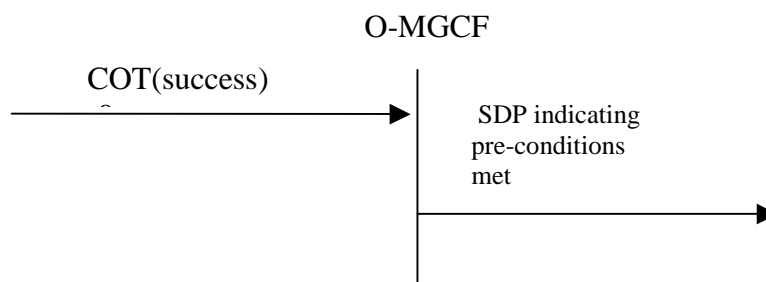 O-MGCF
COT(success)
SDP indicating
pre-conditions
met